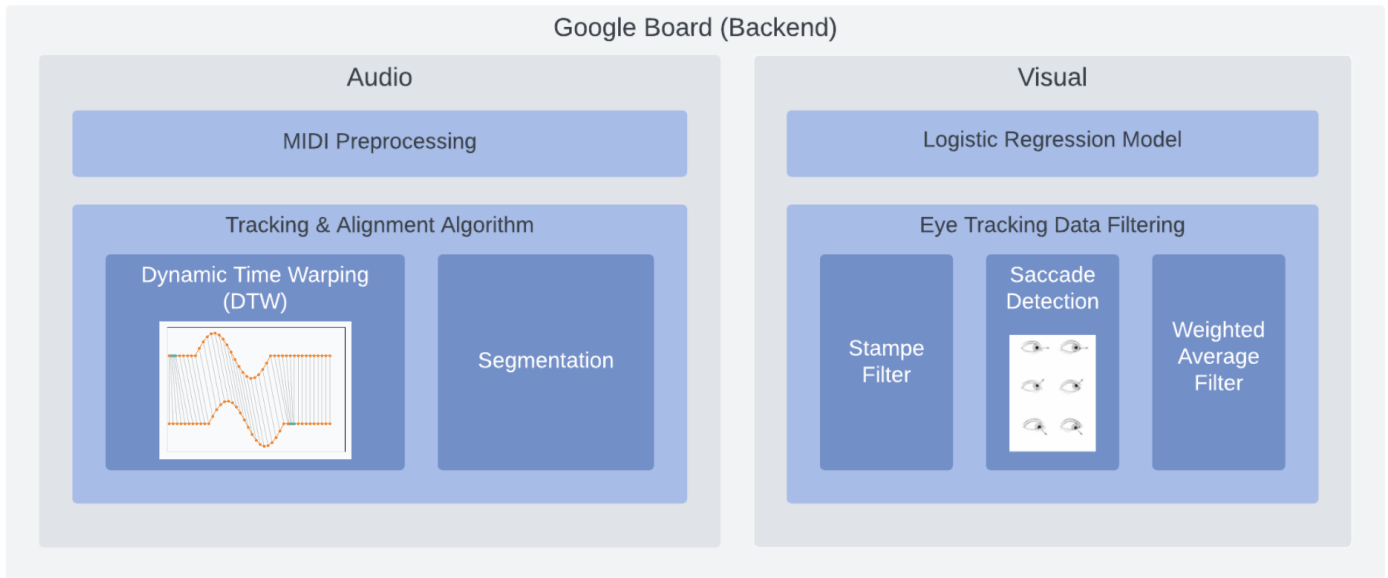 Google Board (Backend)
Audio
MIDI Preprocessing
Tracking & Alignment Algorithm
Dynamic Time Warping
(DTW)
Segmentation
Visual
Logistic Regression Model
Eye Tracking Data Filtering
Stampe
Filter
Saccade
Detection
Weighted
Average
Filter